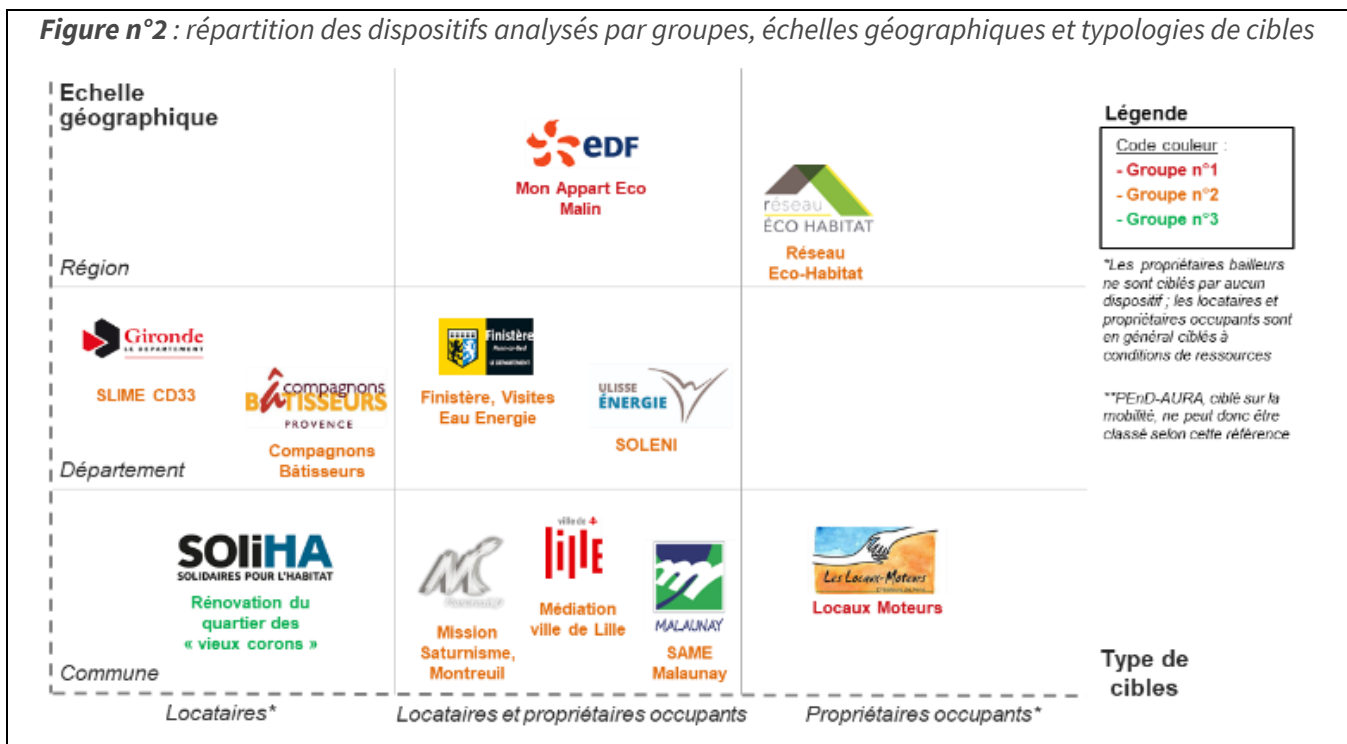 Figure n°2 : répartition des dispositifs analysés par groupes, échelles géographiques et typologies de cibles
Echelle
géographique
eDF
Mon Appart Eco
Malin
réseau
ÉCO HABITAT
Réseau
Eco-Habitat
Région
Légende
Code couleur :
- Groupe n°1
- Groupe n°2
- Groupe n°3
*Les propriétaires bailleurs
ne sont ciblés par aucun
dispositif ; les locataires et
propriétaires occupants sont
en général ciblés à
conditions de ressources
**PEnD-AURA, ciblé sur la
mobilité, ne peut donc être
classé selon cette référence
Gironde
LE DEPARTEMENT
SLIME CD33
compagnons
BÂTISSEURS
PROVENCE
Compagnons
Bâtisseurs
Finistère
LE DEPARTEMENT
Finistère, Visites
Eau Energie
ULISSE
ÉNERGIE
SOLENI
Département
SOLiHA
SOLIDAIRES POUR L'HABITAT
Rénovation du
quartier des
« vieux corons »
Mission
Saturnisme,
Montreuil
ville de
lille
Médiation
ville de Lille
MALAUNAY
SAME
Malaunay
Les Locaux-Moteurs
Locaux Moteurs
Commune
Type de
cibles
Locataires*
Locataires et propriétaires occupants
Propriétaires occupants*